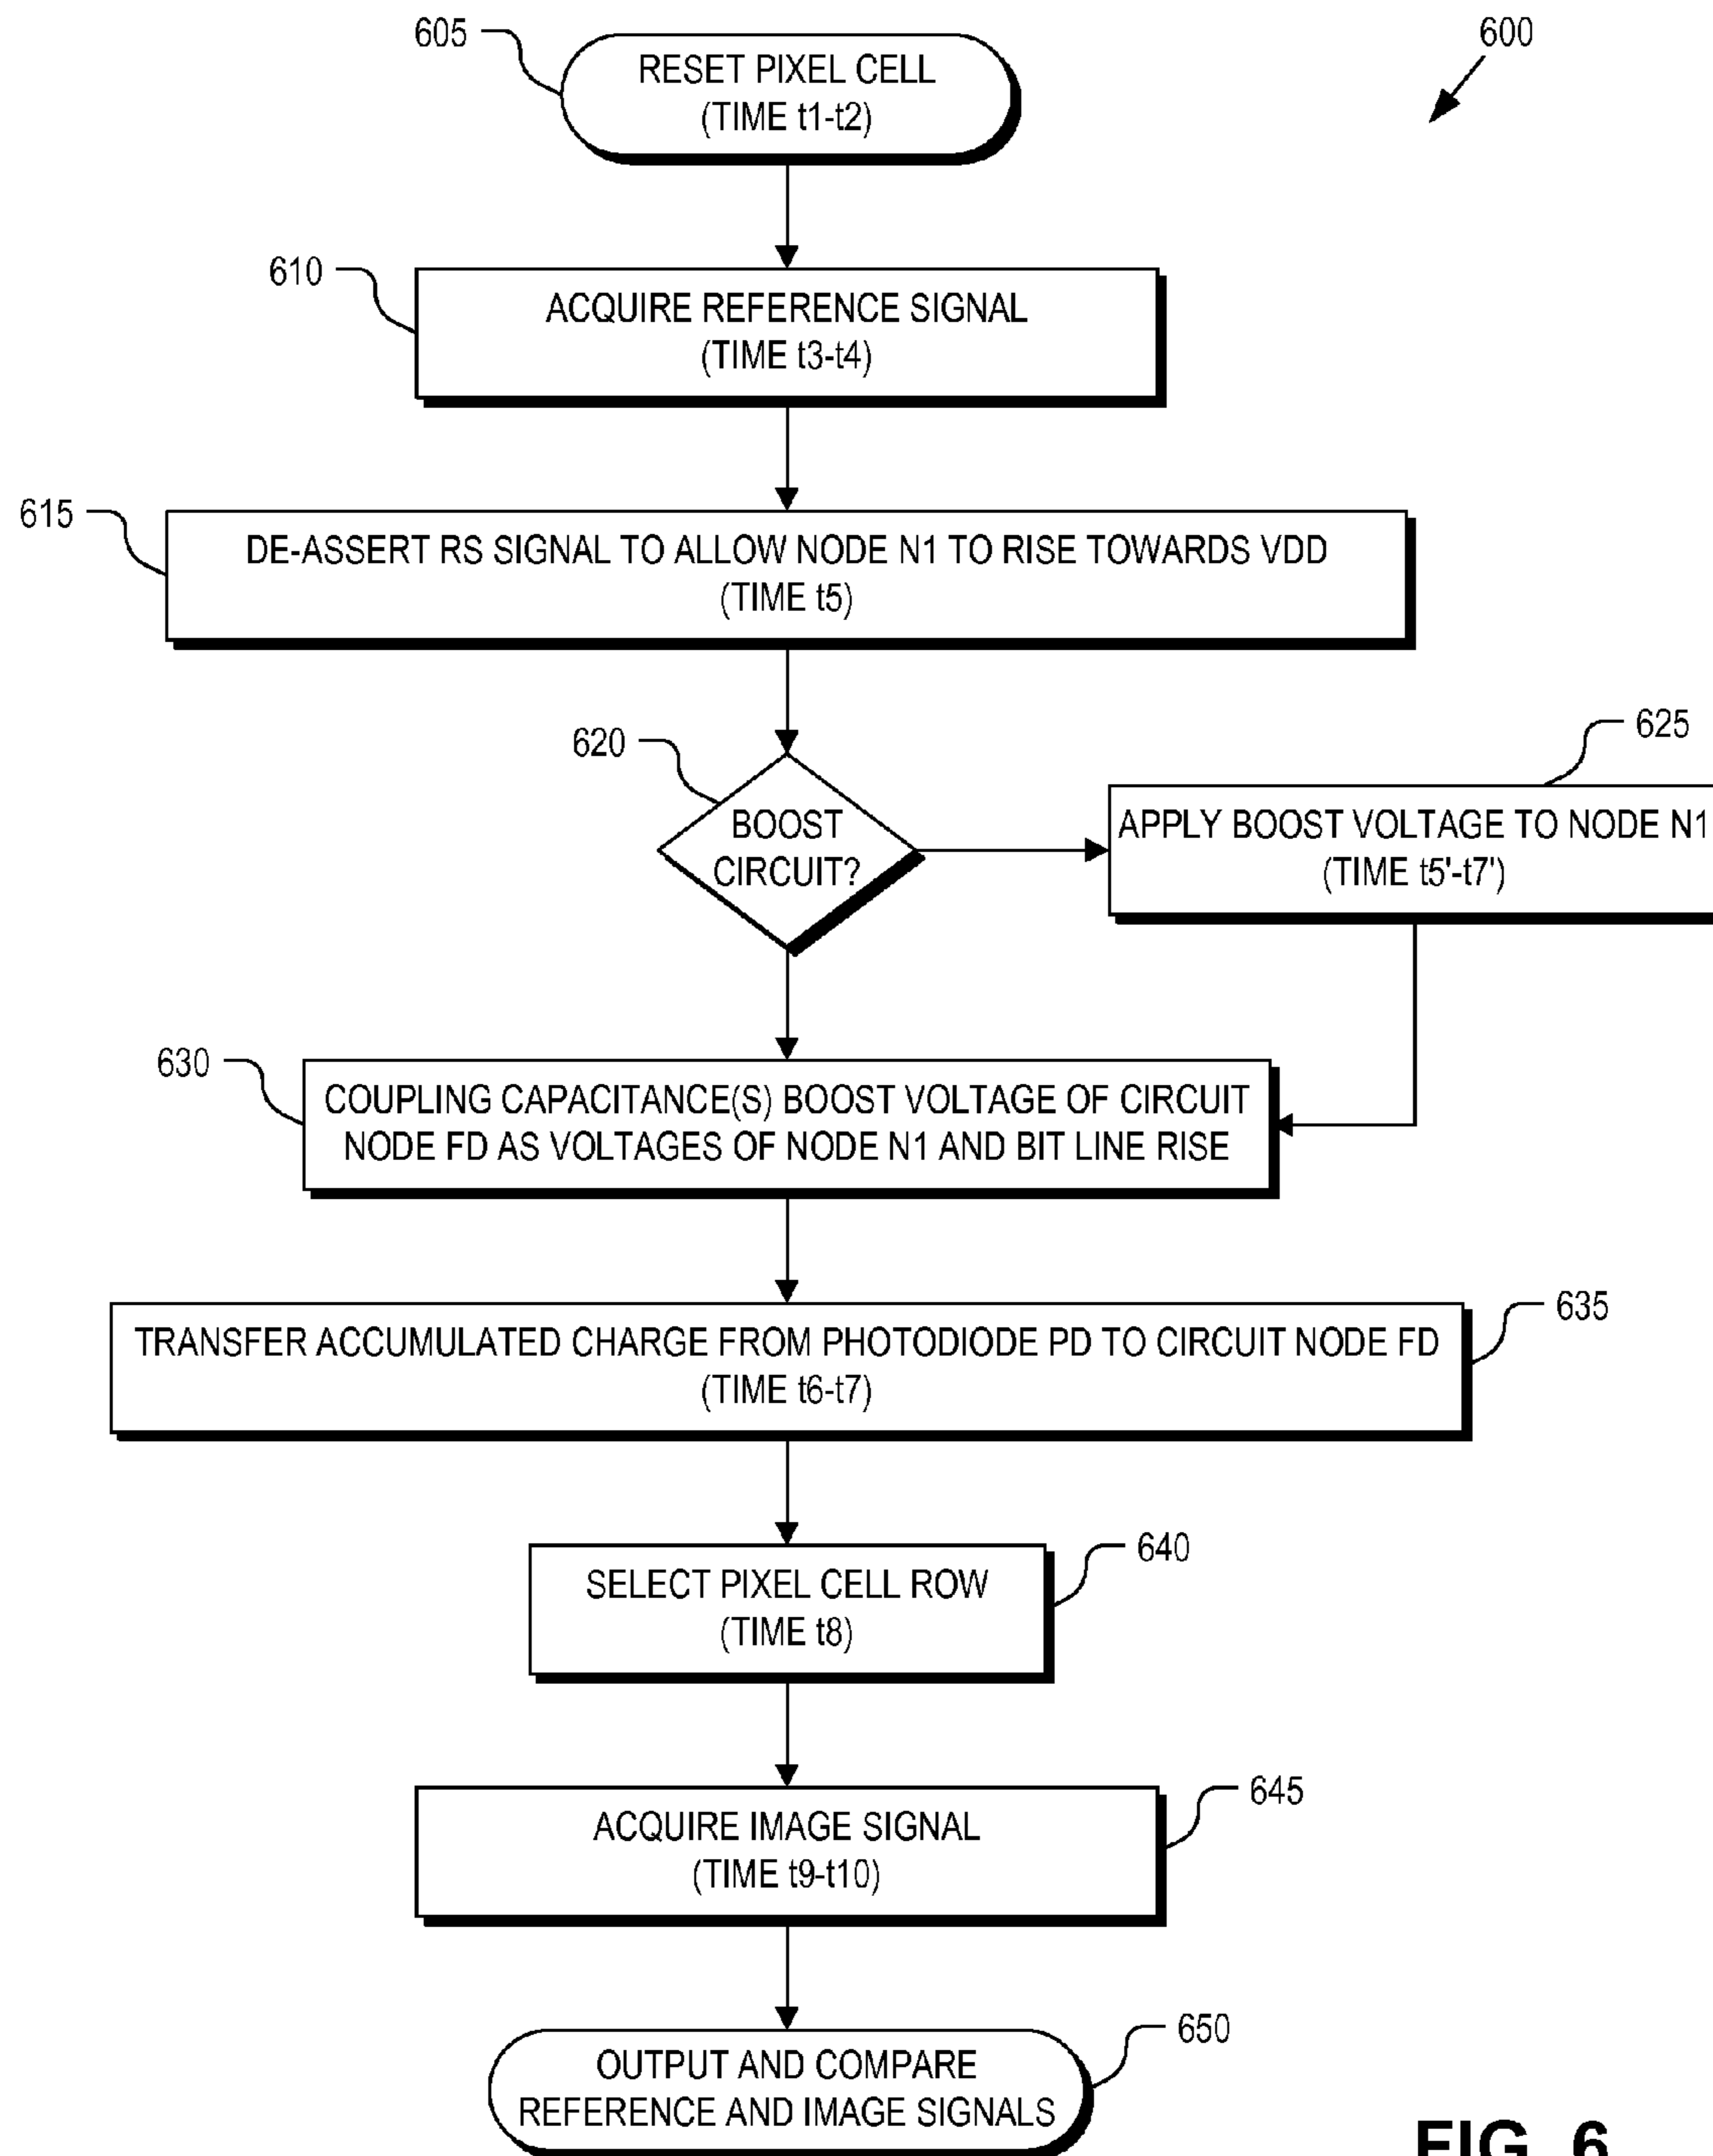 605
RESET PIXEL CELL
(TIME t1-t2)
600
610
ACQUIRE REFERENCE SIGNAL
(TIME t3-t4)
615
DE-ASSERT RS SIGNAL TO ALLOW NODE N1 TO RISE TOWARDS VDD
(TIME t5)
620
BOOST
CIRCUIT?
625
APPLY BOOST VOLTAGE TO NODE N1
(TIME t5'-t7')
630
COUPLING CAPACITANCE(S) BOOST VOLTAGE OF CIRCUIT
NODE FD AS VOLTAGES OF NODE N1 AND BIT LINE RISE
635
TRANSFER ACCUMULATED CHARGE FROM PHOTODIODE PD TO CIRCUIT NODE FD
(TIME t6-t7)
640
SELECT PIXEL CELL ROW
(TIME t8)
645
ACQUIRE IMAGE SIGNAL
(TIME t9-t10)
650
OUTPUT AND COMPARE
REFERENCE AND IMAGE SIGNALS
FIG. 6